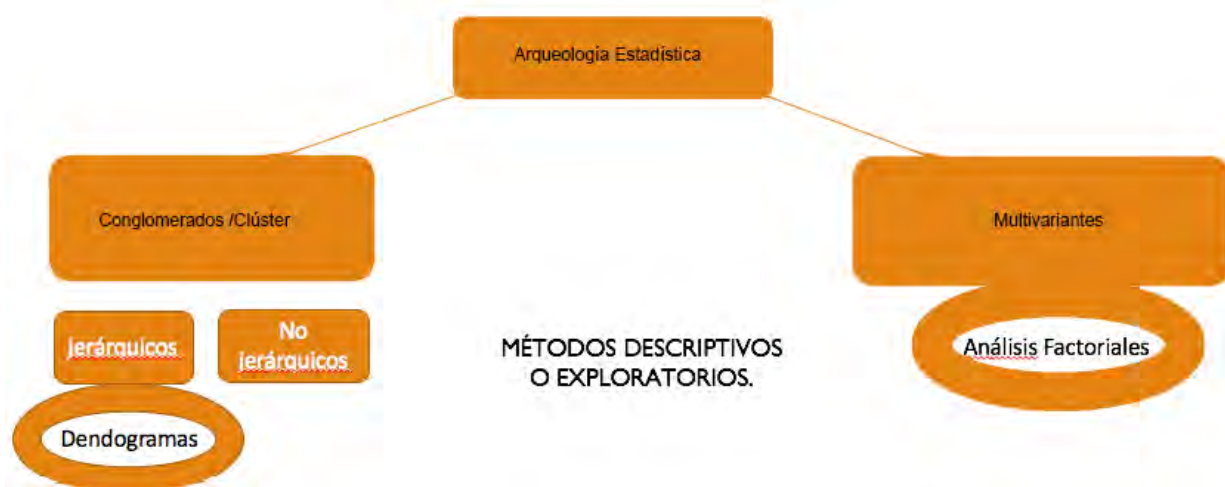 Arqueología Estadística
Conglomerados /Clúster
Multivariantes
jerárquicos
No
jerárquicos
MÉTODOS DESCRIPTIVOS
O EXPLORATORIOS.
Análisis Factoriales
Dendogramas